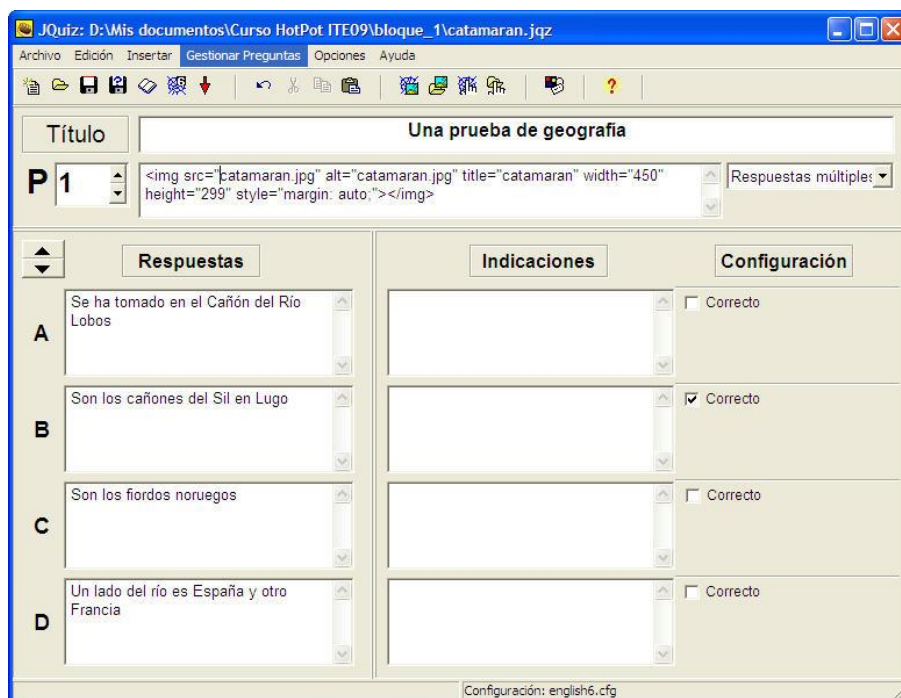 JQuiz: D:\Mis documentos\Curso HotPot ITE09\bloque_1\catamaran.jqz
Archivo Edición Insertar Gestionar Preguntas Opciones Ayuda
Título
Una prueba de geografía
P 1
<img src="catamaran.jpg" alt="catamaran.jpg" title="catamaran" width="450"
height="299" style="margin: auto;"></img>
Respuestas múltiples
Respuestas Indicaciones Configuración
A
Se ha tomado en el Cañón del Río
Lobos
Correcto
B
Son los cañones del Sil en Lugo
Correcto
C
Son los fiordos noruegos
Correcto
D
Un lado del río es España y otro
Francia
Correcto
Configuración: english6.cfg